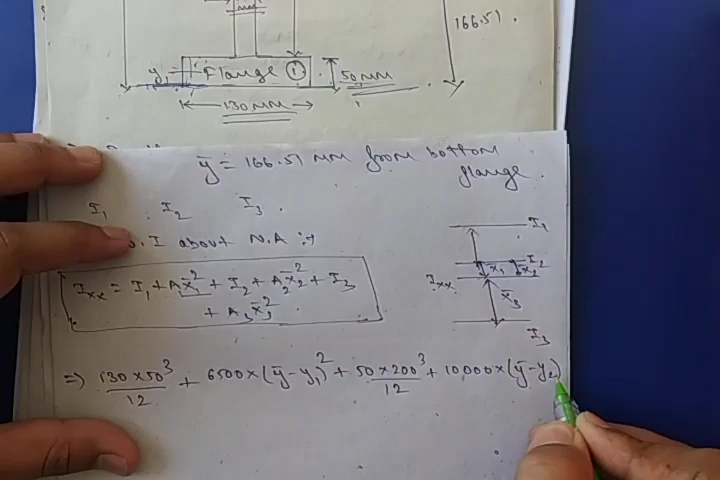 166.51.
y₁ Flange ① 50 MM
130 MM
ȳ = 166.51 MM from bottom
flange.
I₁ I₂ I₃.
.I about N.A :→
I₁
I₂
x̄₁ x̄₂
Ixx = I₁ + A₁x̄₁² + I₂ + A₂x̄₂² + I₃
Ixx
x̄₃
+ A₃x̄₃²
I₃
⇒ 130×50³/12 + 6500×(ȳ-y₁)² + 50×200³/12 + 10000×(ȳ-y₂)